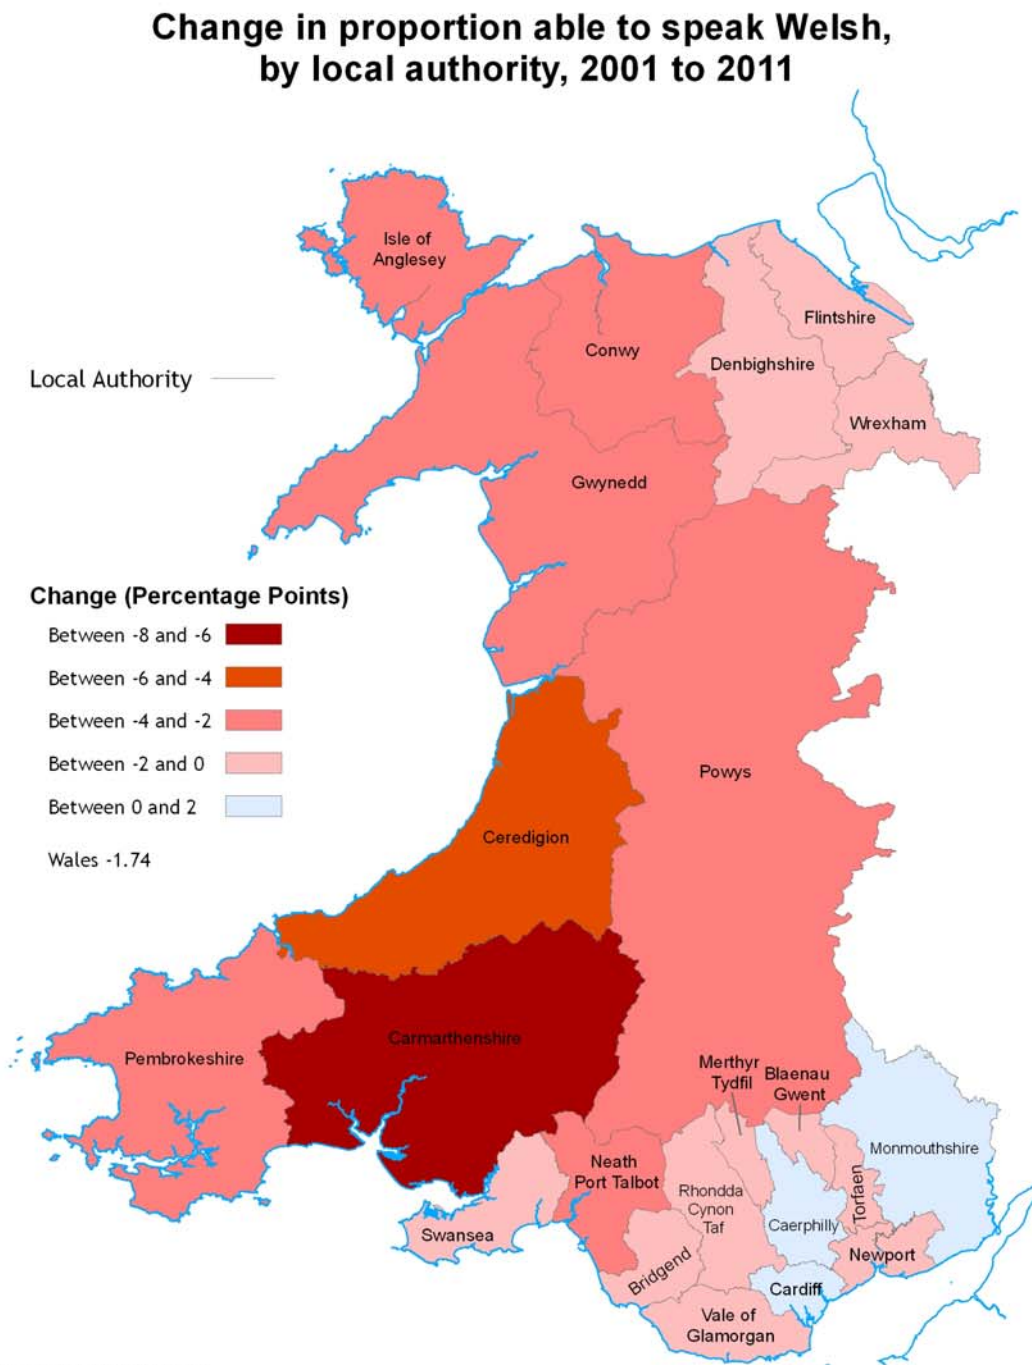 Change in proportion able to speak Welsh,
by local authority, 2001 to 2011
Isle of
Anglesey
Flintshire
Conwy
Denbighshire
Local Authority
Wrexham
Gwynedd
Change (Percentage Points)
Between -8 and -6
Between -6 and -4
Between -4 and -2
Between -2 and 0
Between 0 and 2
Wales -1.74
Powys
Ceredigion
Carmarthenshire
Pembrokeshire
Merthyr
Tydfil
Blaenau
Gwent
Monmouthshire
Neath
Port Talbot
Rhondda
Cynon
Taf
Torfaen
Caerphilly
Swansea
Newport
Bridgend
Cardiff
Vale of
Glamorgan